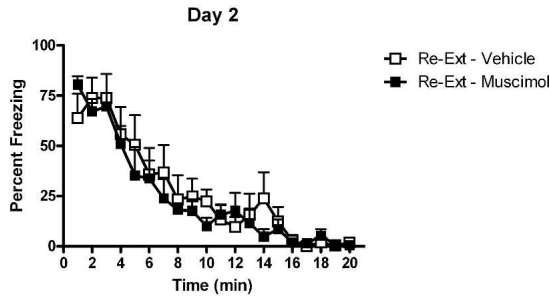 Day 2
100
75
50
25
0
Percent Freezing
0 2 4 6 8 10 12 14 16 18 20
Time (min)
Re-Ext - Vehicle
Re-Ext - Muscimol